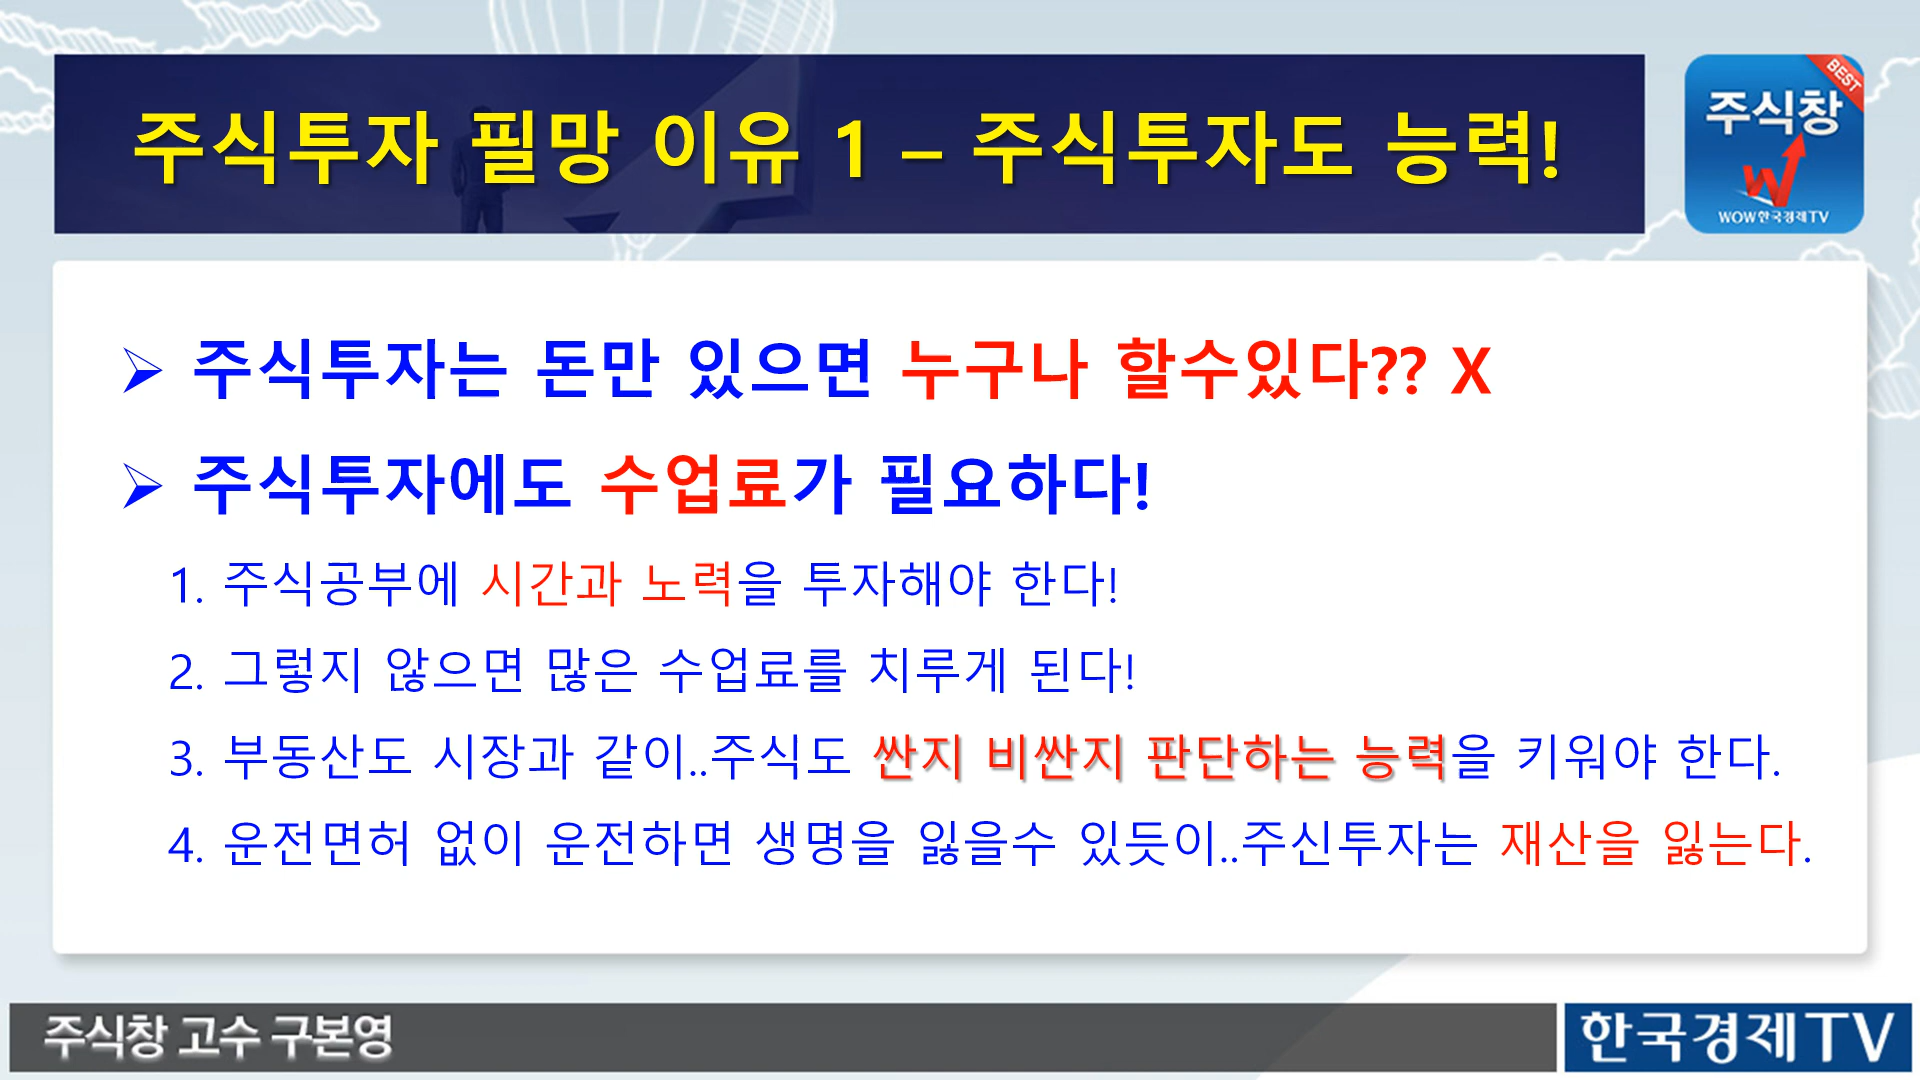 주식투자 필망 이유 1 – 주식투자도 능력!
BEST
주식창
W
WOW한국경제TV
➢ 주식투자는 돈만 있으면 누구나 할수있다?? X
➢ 주식투자에도 수업료가 필요하다!
1. 주식공부에 시간과 노력을 투자해야 한다!
2. 그렇지 않으면 많은 수업료를 치루게 된다!
3. 부동산도 시장과 같이..주식도 싼지 비싼지 판단하는 능력을 키워야 한다.
4. 운전면허 없이 운전하면 생명을 잃을수 있듯이..주신투자는 재산을 잃는다.
주식창 고수 구본영
한국경제TV